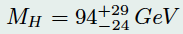 $M_H = 94^{+29}_{-24}\ GeV$